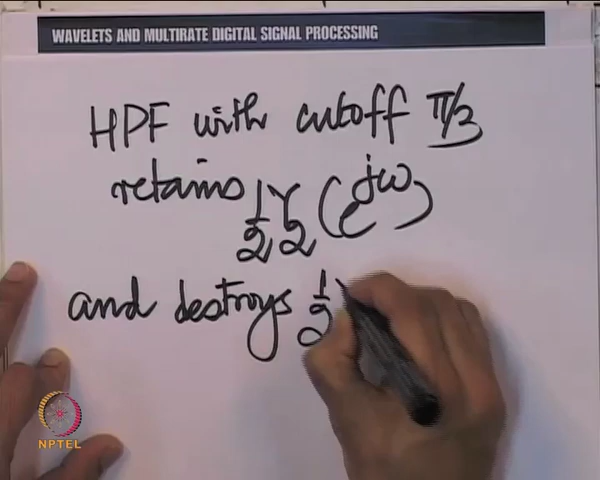 WAVELETS AND MULTIRATE DIGITAL SIGNAL PROCESSING
HPF with cutoff π/2
retains 1/2 Y₂(e^jω)
and destroys 1/2
NPTEL